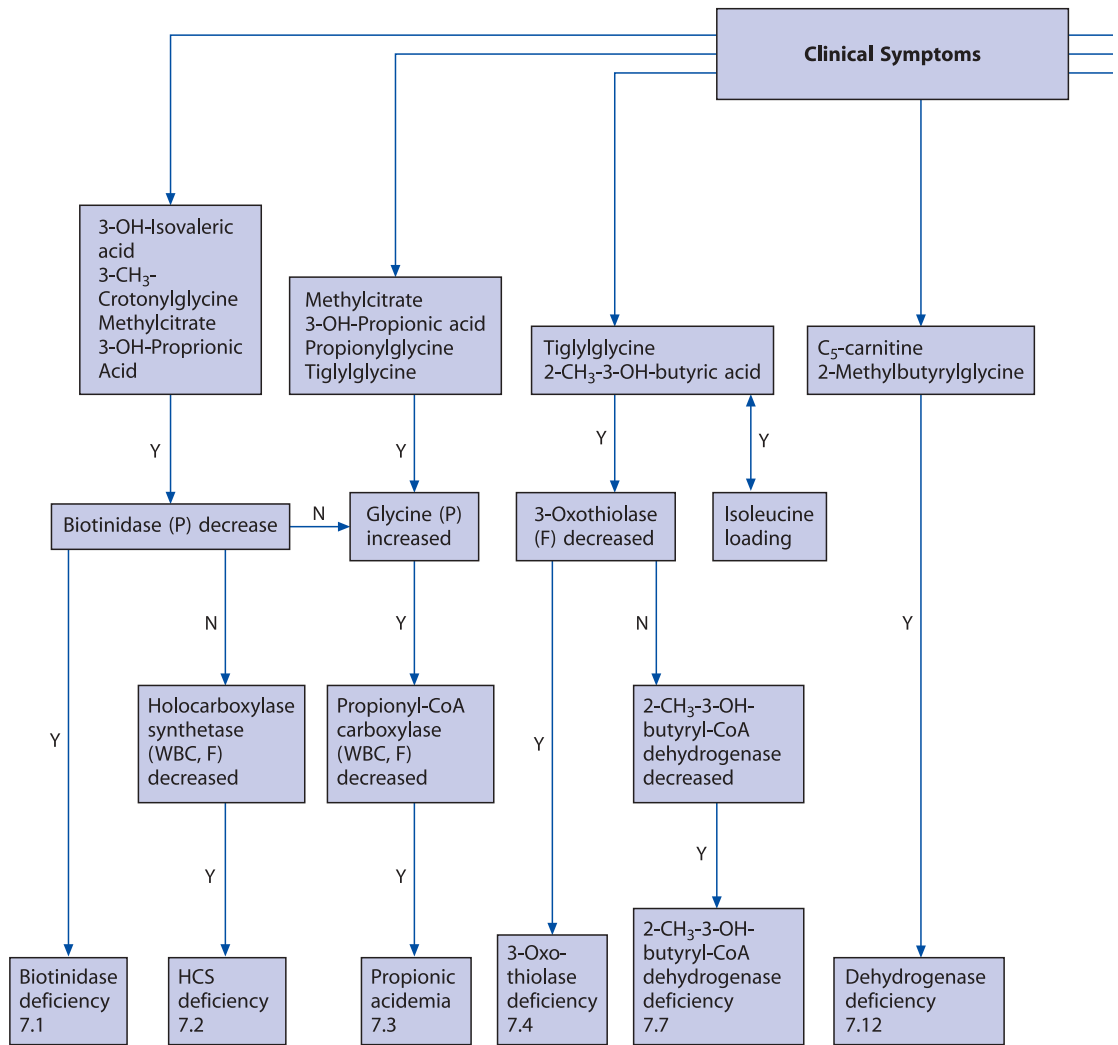 Clinical Symptoms
3-OH-Isovaleric
acid
3-CH₃-
Crotonylglycine
Methylcitrate
3-OH-Proprionic
Acid
Methylcitrate
3-OH-Propionic acid
Propionylglycine
Tiglylglycine
Tiglylglycine
2-CH₃-3-OH-butyric acid
C₅-carnitine
2-Methylbutyrylglycine
Y
Y
Y
Y
Biotinidase (P) decrease
N
Glycine (P)
increased
3-Oxothiolase
(F) decreased
Isoleucine
loading
N
Y
N
Y
Holocarboxylase
synthetase
(WBC, F)
decreased
Propionyl-CoA
carboxylase
(WBC, F)
decreased
2-CH₃-3-OH-
butyryl-CoA
dehydrogenase
decreased
Y
Y
Y
Y
Y
Biotinidase
deficiency
7.1
HCS
deficiency
7.2
Propionic
acidemia
7.3
3-Oxo-
thiolase
deficiency
7.4
2-CH₃-3-OH-
butyryl-CoA
dehydrogenase
deficiency
7.7
Dehydrogenase
deficiency
7.12